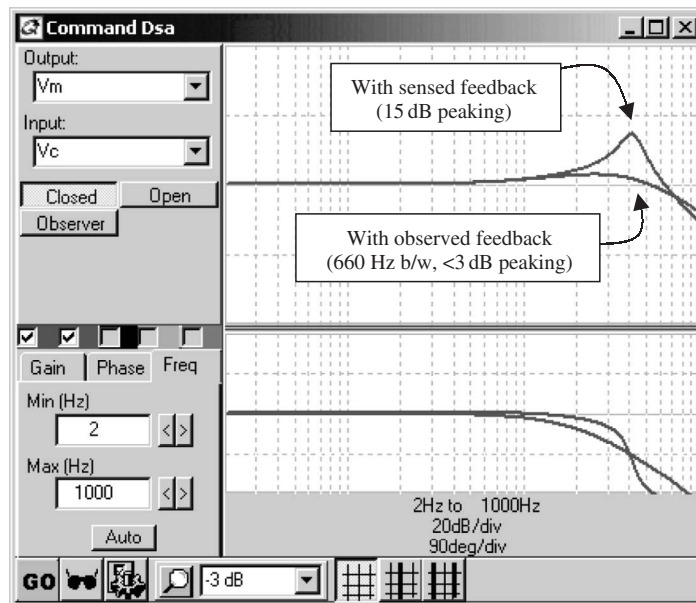 Command Dsa
Output:
Vm
Input:
Vc
Closed
Open
Observer
With sensed feedback
(15 dB peaking)
With observed feedback
(660 Hz b/w, <3 dB peaking)
Gain
Phase
Freq
Min (Hz)
2
< >
Max (Hz)
1000
< >
Auto
2Hz to 1000Hz
20dB/div
90deg/div
GO
-3 dB